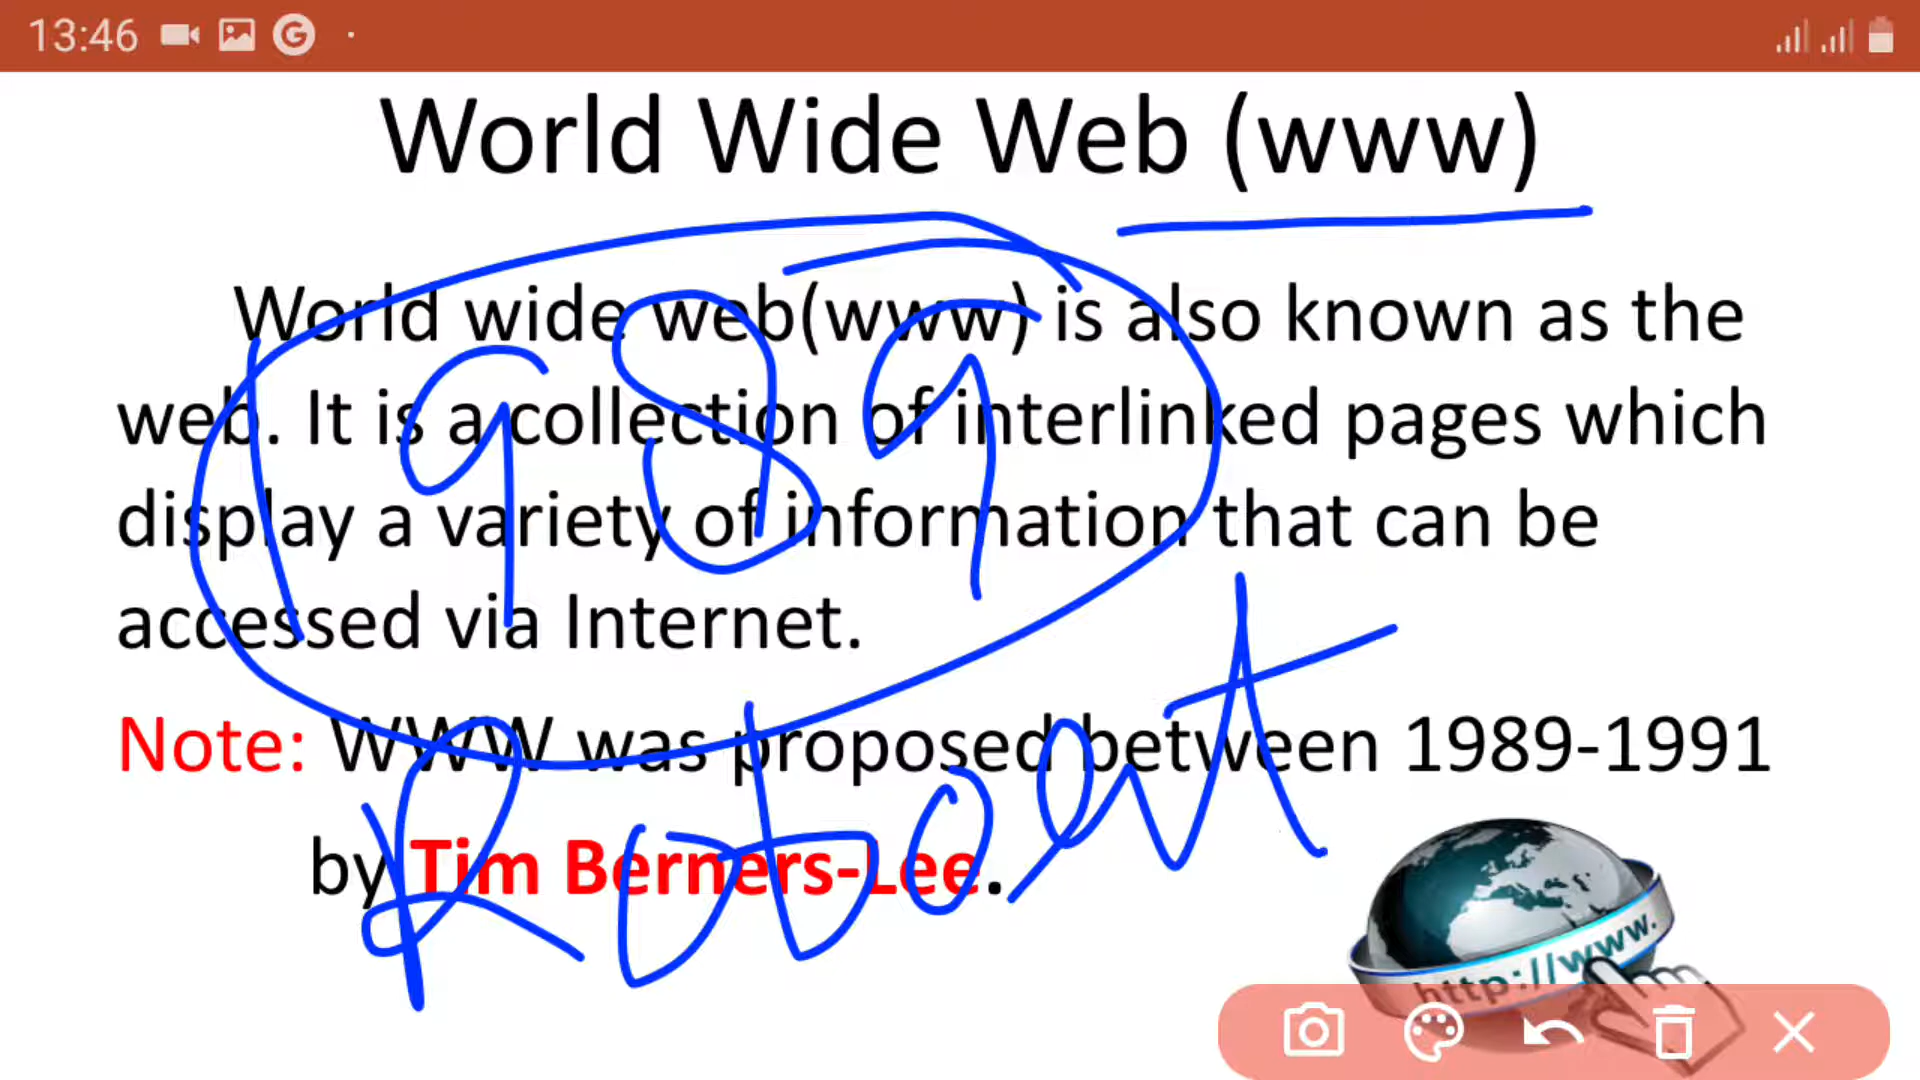 13:46
World Wide Web (www)
World wide web(www) is also known as the
web. It is a collection of interlinked pages which
display a variety of information that can be
accessed via Internet.
1989
Note: WWW was proposed between 1989-1991
by Tim Berners-Lee.
http://www.